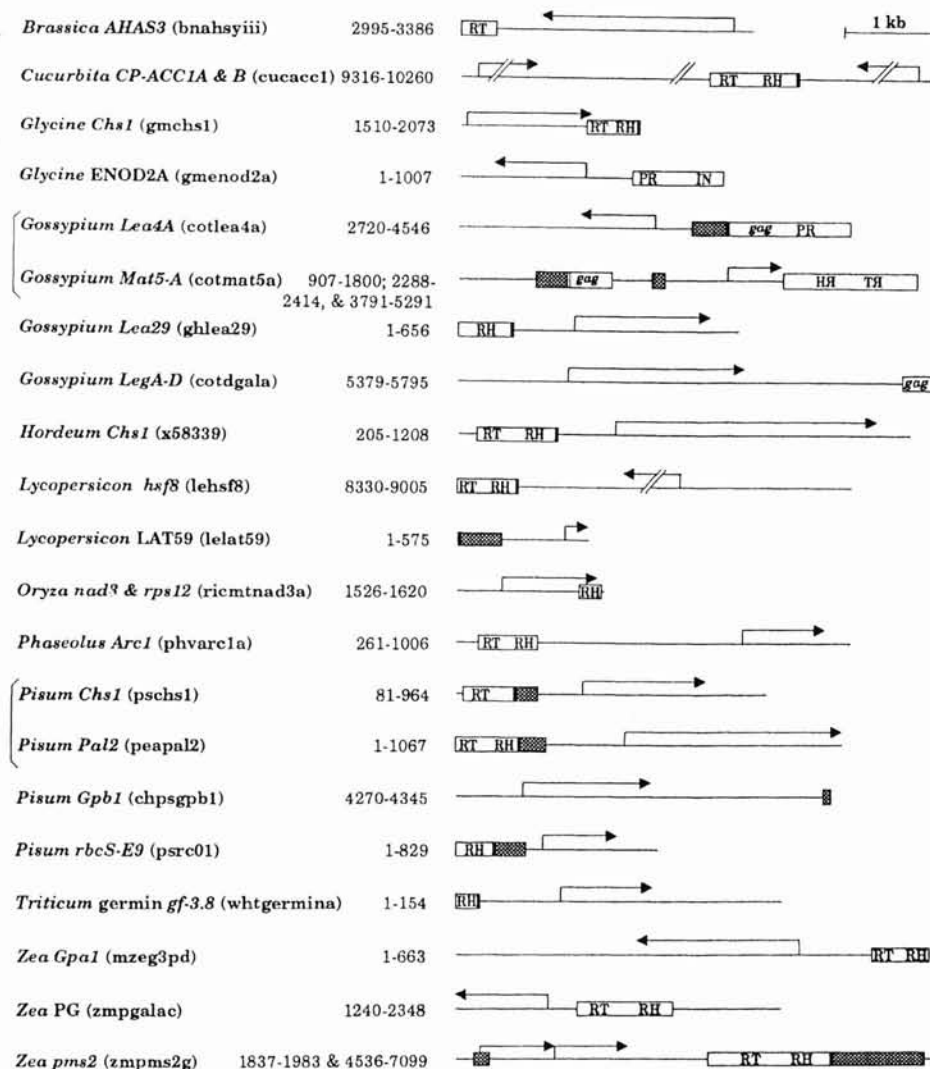 Brassica AHAS3 (bnahsyiii) 2995-3386 RT 1 kb
Cucurbita CP-ACC1A & B (cucacc1) 9316-10260 RT RH
Glycine Chs1 (gmchs1) 1510-2073 RT RH
Glycine ENOD2A (gmenod2a) 1-1007 PR IN
Gossypium Lea4A (cotlea4a) 2720-4546 gag PR
Gossypium Mat5-A (cotmat5a) 907-1800; 2288- gag HЯ TЯ
2414, & 3791-5291
Gossypium Lea29 (ghlea29) 1-656 RH
Gossypium LegA-D (cotdgala) 5379-5795 gag
Hordeum Chs1 (x58339) 205-1208 RT RH
Lycopersicon hsf8 (lehsf8) 8330-9005 RT RH
Lycopersicon LAT59 (lelat59) 1-575
Oryza nad3 & rps12 (ricmtnad3a) 1526-1620 RH
Phaseolus Arc1 (phvarc1a) 261-1006 RT RH
Pisum Chs1 (pschs1) 81-964 RT
Pisum Pal2 (peapal2) 1-1067 RT RH
Pisum Gpb1 (chpsgpb1) 4270-4345
Pisum rbcS-E9 (psrc01) 1-829 RH
Triticum germin gf-3.8 (whtgermina) 1-154 RH
Zea Gpa1 (mzeg3pd) 1-663 RT RH
Zea PG (zmpgalac) 1240-2348 RT RH
Zea pms2 (zmpms2g) 1837-1983 & 4536-7099 RT RH